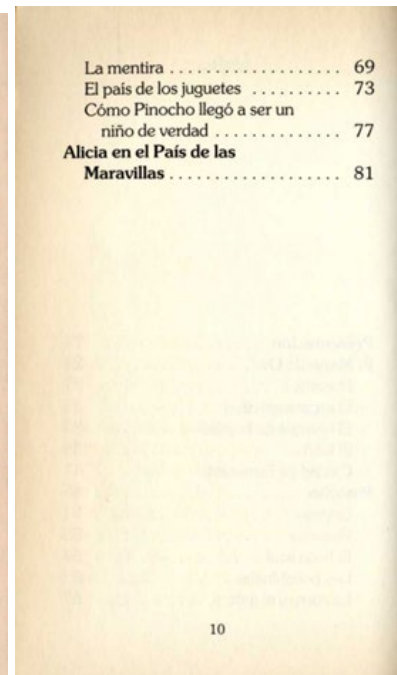 La mentira . . . . . . . . . . . . . . . . . . . 69
El país de los juguetes . . . . . . . . . . 73
Cómo Pinocho llegó a ser un
niño de verdad . . . . . . . . . . . . . . 77
Alicia en el País de las
Maravillas . . . . . . . . . . . . . . . . . . . 81
10